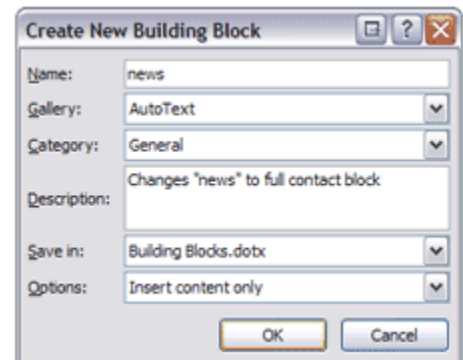 Create New Building Block
Name: news
Gallery: AutoText
Category: General
Description: Changes "news" to full contact block
Save in: Building Blocks.dotx
Options: Insert content only
OK Cancel